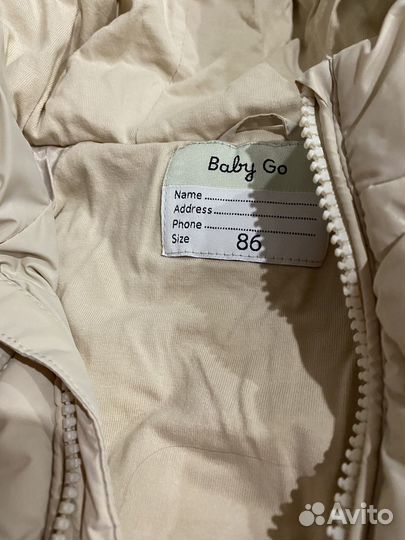 Baby Go
Name ........................
Address ........................
Phone ........................
Size 86
Avito